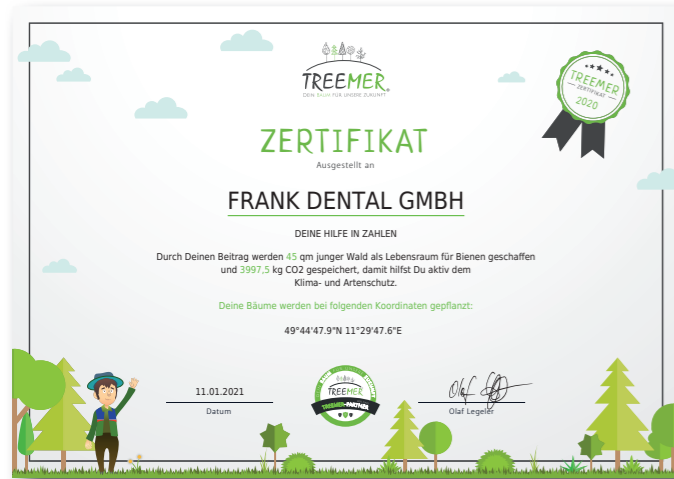 TREEMER®
DEIN BAUM FÜR UNSERE ZUKUNFT
TREEMER
ZERTIFIKAT
2020
ZERTIFIKAT
Ausgestellt an
FRANK DENTAL GMBH
DEINE HILFE IN ZAHLEN
Durch Deinen Beitrag werden 45 qm junger Wald als Lebensraum für Bienen geschaffen
und 3997,5 kg CO2 gespeichert, damit hilfst Du aktiv dem
Klima- und Artenschutz.
Deine Bäume werden bei folgenden Koordinaten gepflanzt:
49°44'47.9"N 11°29'47.6"E
11.01.2021
Datum
TREEMER
TREEMER-PARTNER
Olaf Legeler